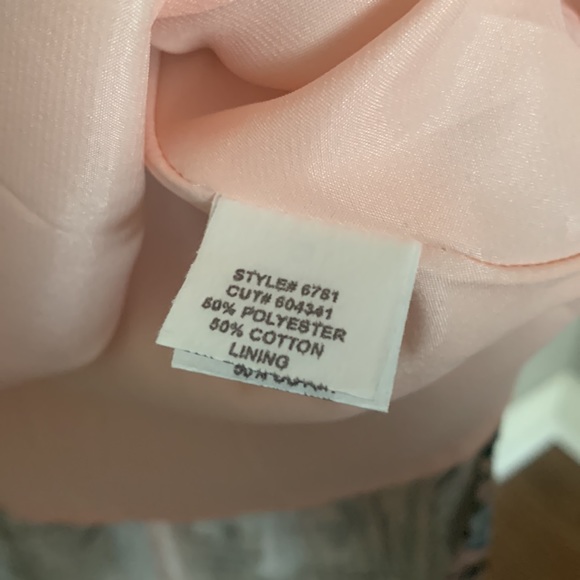 STYLE# 6781
CUT# 604341
50% POLYESTER
50% COTTON
LINING